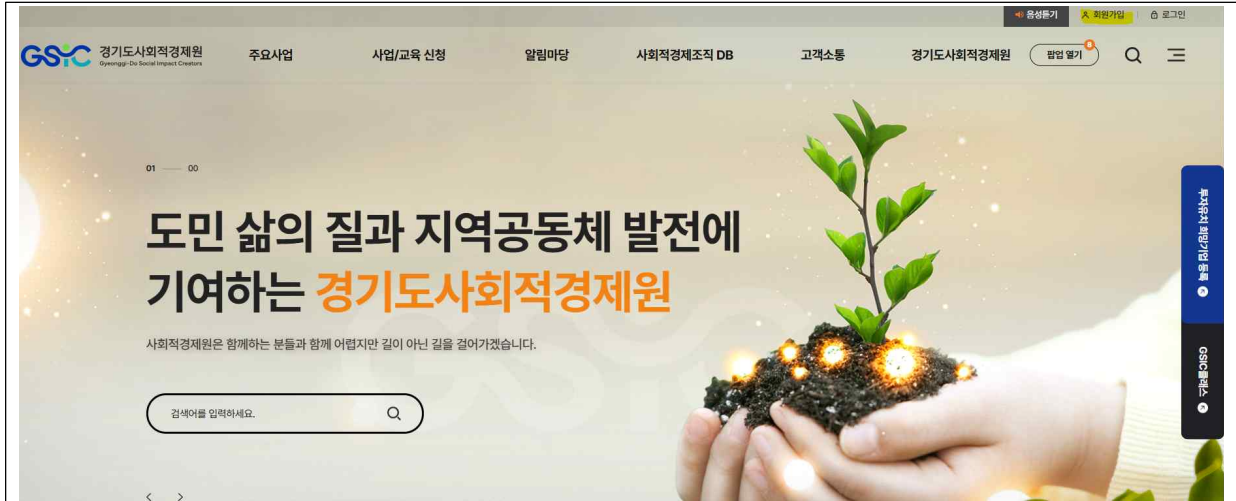 음성듣기 회원가입 로그인
GSIC 경기도사회적경제원
Gyeonggi-Do Social Impact Creators
주요사업 사업/교육 신청 알림마당 사회적경제조직 DB 고객소통 경기도사회적경제원 팝업 열기 8
01 00
도민 삶의 질과 지역공동체 발전에
기여하는 경기도사회적경제원
사회적경제원은 함께하는 분들과 함께 어렵지만 길이 아닌 길을 걸어가겠습니다.
검색어를 입력하세요.
투자유치 희망기업 등록
GSIC클래스